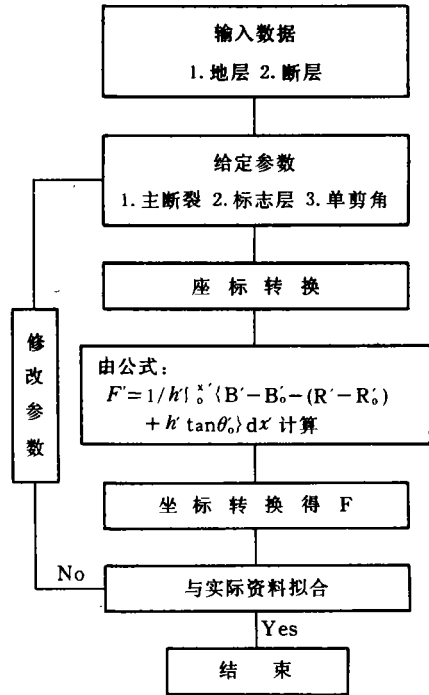 输入数据
1.地层 2.断层
给定参数
1.主断裂 2.标志层 3.单剪角
座标转换
修改参数
由公式：
F′=1/h′∫₀ˣ′{B′−B′₀−(R′−R′₀)
+h′tanθ′₀}dx′计算
坐标转换得F
No
与实际资料拟合
Yes
结束